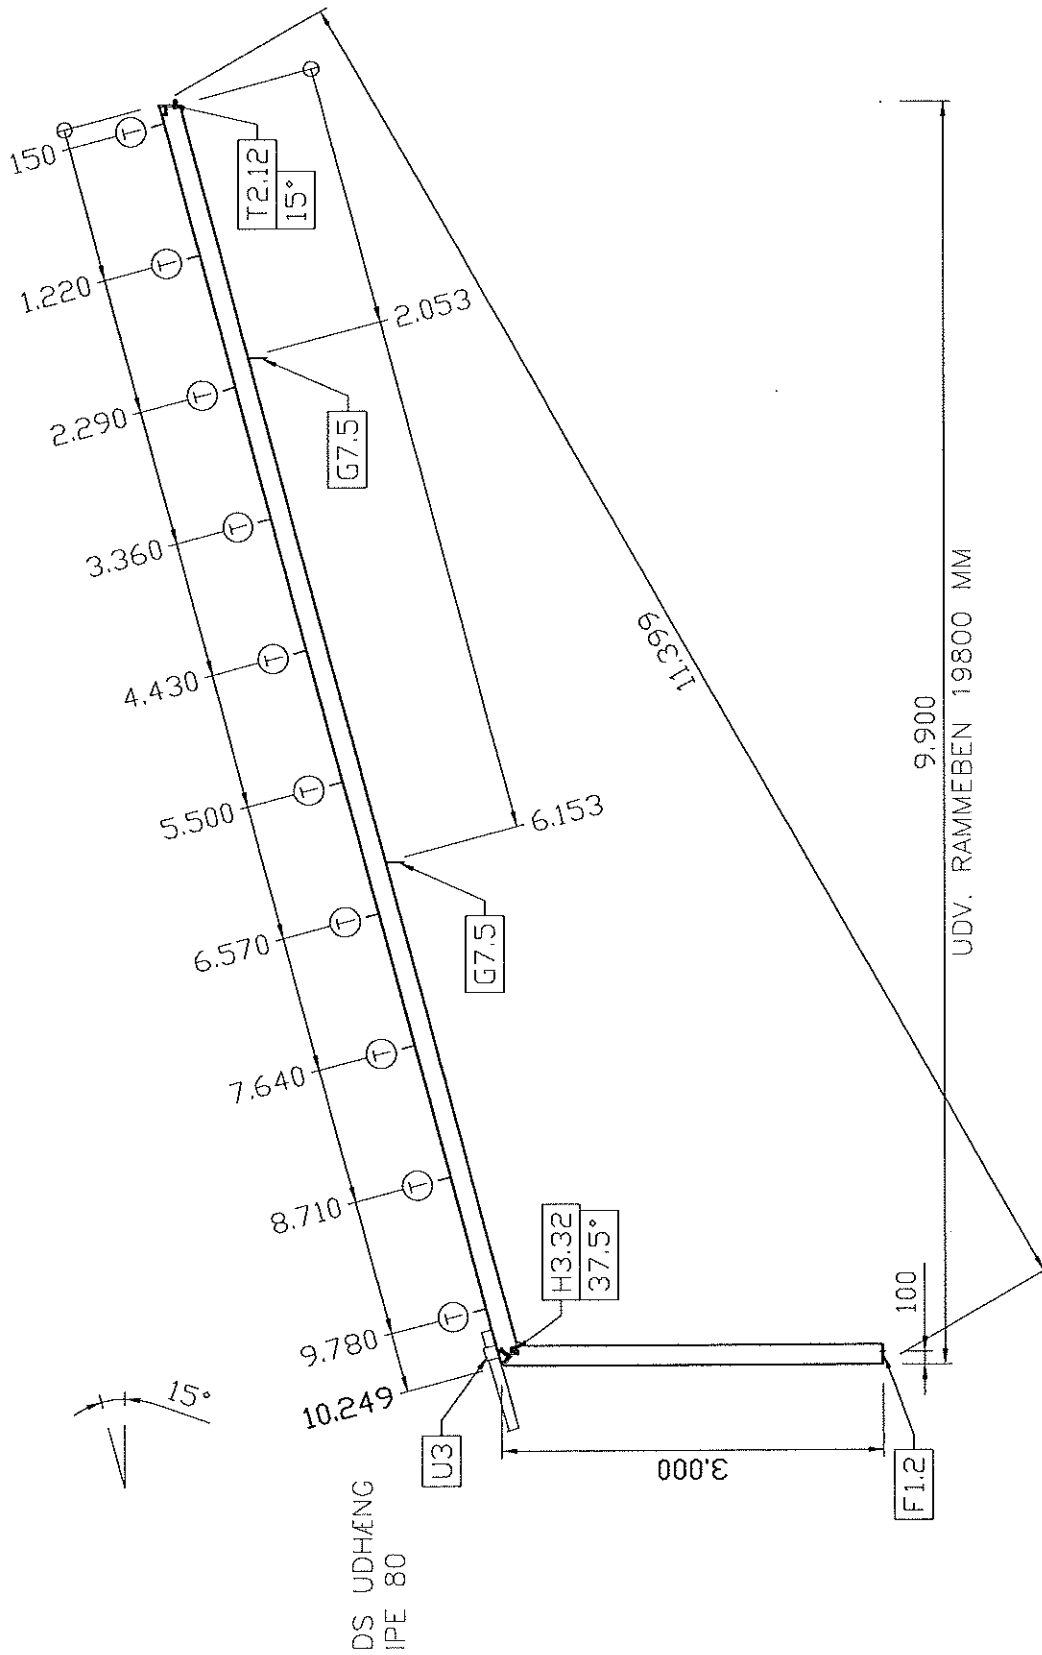 150
1.220
2.290
3.360
4.430
5.500
6.570
7.640
8.710
9.780
10.249
T
T
T
T
T
T
T
T
T
T
T2.12
15°
2.053
G7.5
6.153
G7.5
11.399
H3.32
37.5°
U3
15°
DS UDHÆNG
IPE 80
3.000
F1.2
100
9.900
UDV. RAMMEBEN 19800 MM